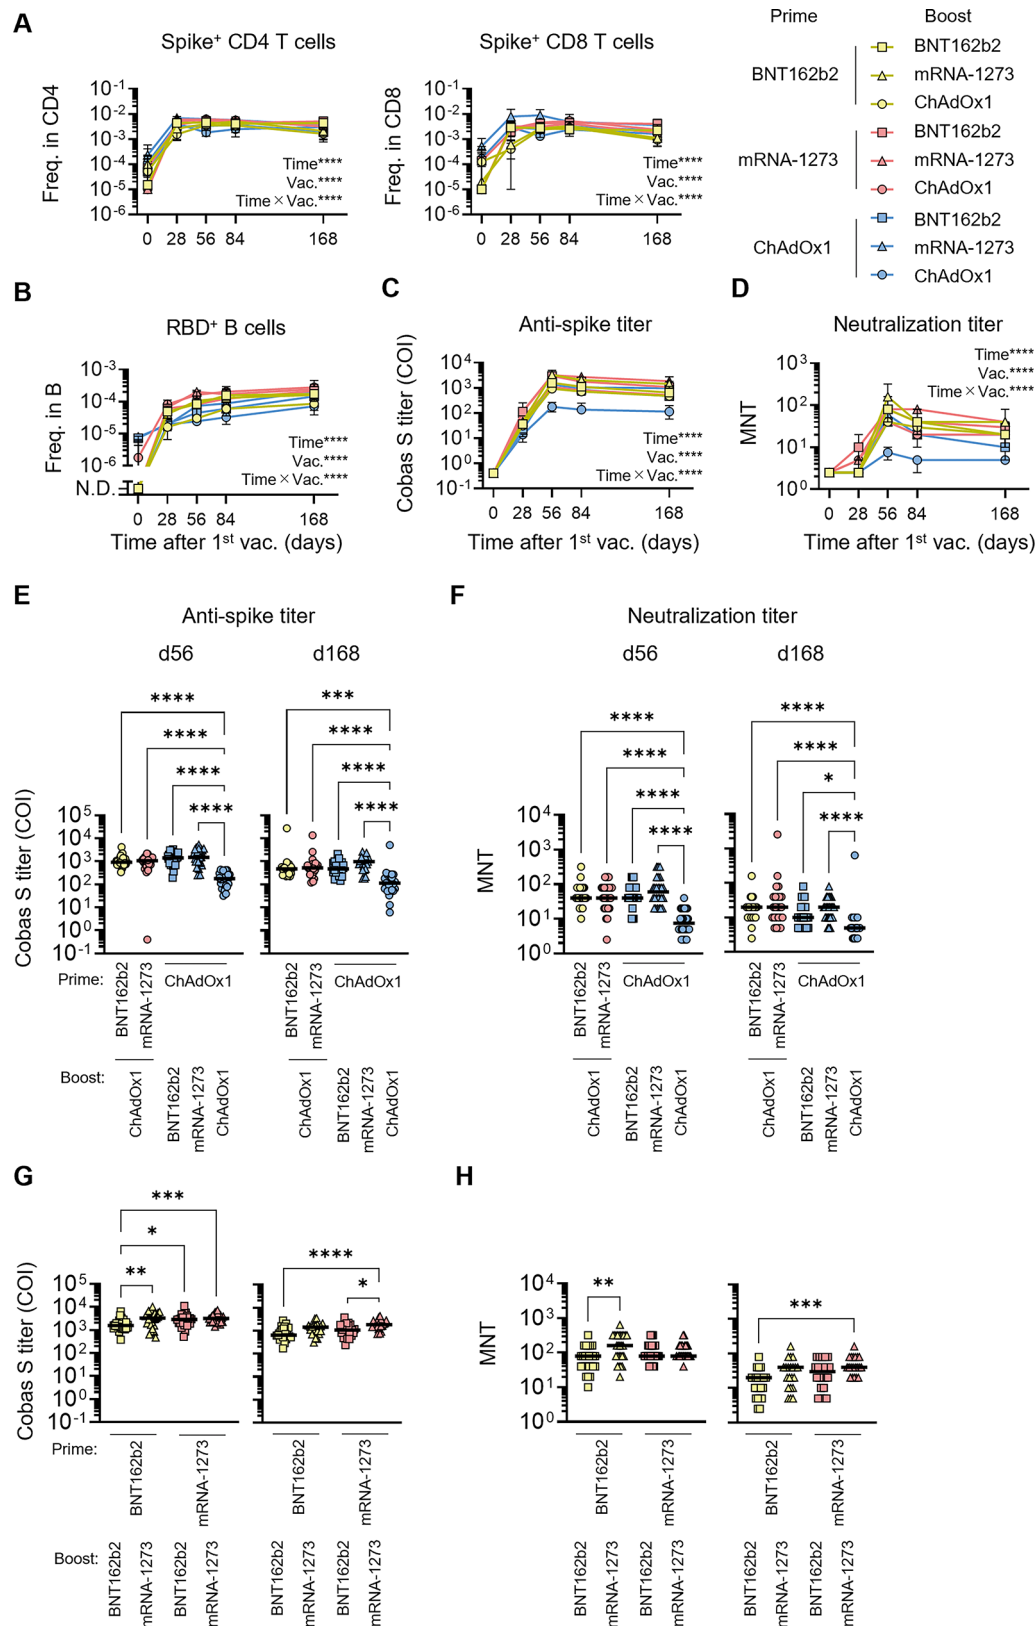 A
Spike⁺ CD4 T cells
Spike⁺ CD8 T cells
Prime Boost
BNT162b2
BNT162b2
mRNA-1273
ChAdOx1
mRNA-1273
BNT162b2
mRNA-1273
ChAdOx1
ChAdOx1
BNT162b2
mRNA-1273
ChAdOx1
Freq. in CD4
10⁻¹
10⁻²
10⁻³
10⁻⁴
10⁻⁵
10⁻⁶
Time****
Vac.****
Time×Vac.****
0 28 56 84 168
Freq. in CD8
10⁻¹
10⁻²
10⁻³
10⁻⁴
10⁻⁵
10⁻⁶
Time****
Vac.****
Time×Vac.****
0 28 56 84 168
B
RBD⁺ B cells
Freq. in B
10⁻³
10⁻⁴
10⁻⁵
10⁻⁶
N.D.
Time****
Vac.****
Time×Vac.****
0 28 56 84 168
Time after 1ˢᵗ vac. (days)
C
Anti-spike titer
Cobas S titer (COI)
10⁴
10³
10²
10¹
10⁰
10⁻¹
Time****
Vac.****
Time×Vac.****
0 28 56 84 168
Time after 1ˢᵗ vac. (days)
D
Neutralization titer
MNT
10³
10²
10¹
10⁰
Time****
Vac.****
Time×Vac.****
0 28 56 84 168
Time after 1ˢᵗ vac. (days)
E
Anti-spike titer
d56 d168
**** ***
**** ****
**** ****
**** ****
Cobas S titer (COI)
10⁵
10⁴
10³
10²
10¹
10⁰
10⁻¹
Prime: BNT162b2 mRNA-1273 ChAdOx1 BNT162b2 mRNA-1273 ChAdOx1
Boost: ChAdOx1 BNT162b2 mRNA-1273 ChAdOx1 ChAdOx1 BNT162b2 mRNA-1273 ChAdOx1
F
Neutralization titer
d56 d168
**** ****
**** ****
**** *
**** ****
MNT
10⁴
10³
10²
10¹
10⁰
BNT162b2 mRNA-1273 ChAdOx1 BNT162b2 mRNA-1273 ChAdOx1
ChAdOx1 BNT162b2 mRNA-1273 ChAdOx1 ChAdOx1 BNT162b2 mRNA-1273 ChAdOx1
G
***
*
**
****
*
Cobas S titer (COI)
10⁵
10⁴
10³
10²
10¹
10⁰
10⁻¹
Prime: BNT162b2 mRNA-1273 BNT162b2 mRNA-1273
Boost: BNT162b2 mRNA-1273 BNT162b2 mRNA-1273 BNT162b2 mRNA-1273 BNT162b2 mRNA-1273
H
**
***
MNT
10⁴
10³
10²
10¹
10⁰
BNT162b2 mRNA-1273 BNT162b2 mRNA-1273
BNT162b2 mRNA-1273 BNT162b2 mRNA-1273 BNT162b2 mRNA-1273 BNT162b2 mRNA-1273